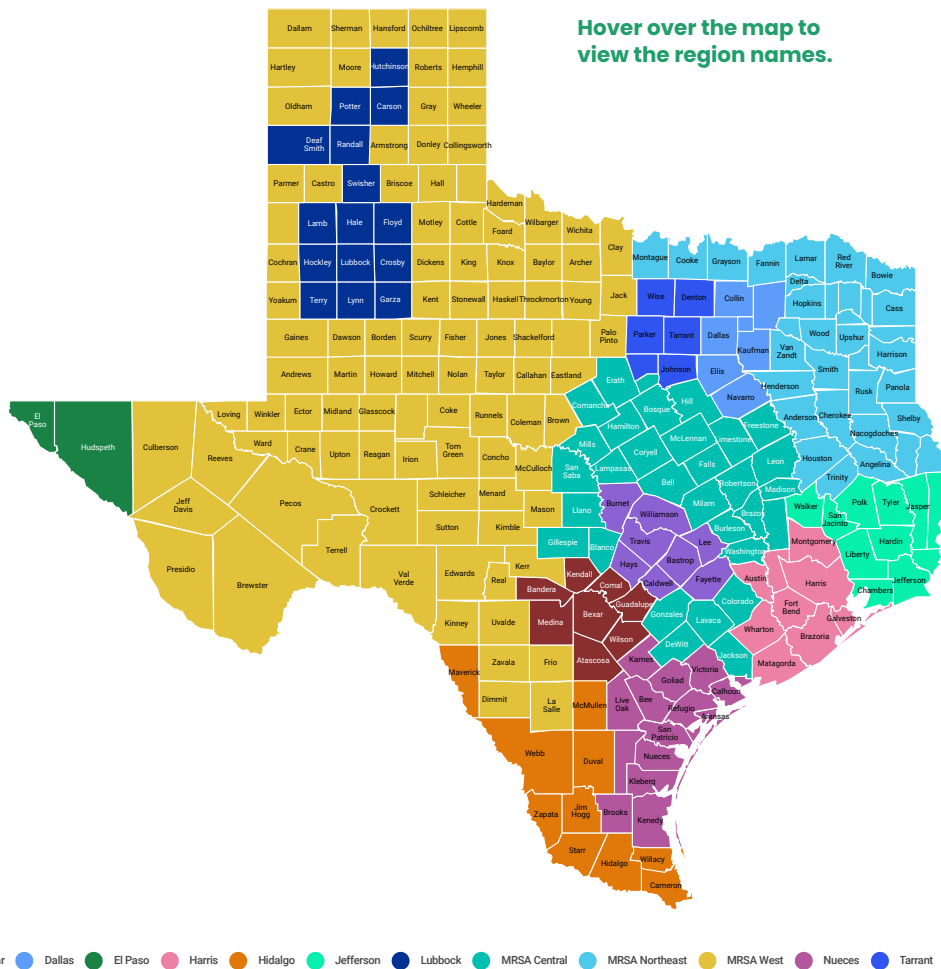 Hover over the map to
view the region names.
Dallam Sherman Hansford Ochiltree Lipscomb
Hartley Moore Hutchinson Roberts Hemphill
Oldham Potter Carson Gray Wheeler
Deaf
Smith Randall Armstrong Donley Collingsworth
Parmer Castro Swisher Briscoe Hall
Hardeman
Lamb Hale Floyd Motley Cottle Foard Wilbarger Wichita
Clay Montague Cooke Grayson Fannin Lamar Red
River Bowie
Cochran Hockley Lubbock Crosby Dickens King Knox Baylor Archer
Delta
Yoakum Terry Lynn Garza Kent Stonewall Haskell Throckmorton Young Jack Wise Denton Collin Hopkins Cass
Gaines Dawson Borden Scurry Fisher Jones Shackelford Palo
Pinto Parker Tarrant Dallas Kaufman Van
Zandt Wood Upshur Harrison
Andrews Martin Howard Mitchell Nolan Taylor Callahan Eastland Erath Johnson Ellis Navarro Henderson Smith Rusk Panola
El
Paso Hudspeth Culberson Loving Winkler Ector Midland Glasscock Coke Runnels Coleman Brown Comanche Bosque Hill Hamilton Freestone Anderson Cherokee Shelby
Nacogdoches
Reeves Ward Crane Upton Reagan Irion Tom
Green Concho McCulloch Mills San
Saba Lampasas Coryell McLennan Limestone Falls Leon Houston Angelina
Trinity
Jeff
Davis Pecos Crockett Schleicher Menard Mason Llano Burnet Bell Milam Robertson Madison Walker Polk Tyler Jasper
San
Jacinto
Sutton Kimble Williamson Brazos Burleson
Presidio Brewster Terrell Val
Verde Edwards Real Kerr Gillespie Blanco Travis Hays Bastrop Lee Washington Montgomery Liberty Hardin
Kendall Comal Caldwell Fayette Austin Harris Chambers Jefferson
Bandera
Kinney Uvalde Medina Bexar Guadalupe Gonzales Lavaca Colorado Fort
Bend Galveston
Wilson Wharton Brazoria
Maverick Zavala Frio Atascosa Karnes DeWitt Jackson Matagorda
Victoria
Goliad Calhoun
Dimmit La
Salle McMullen Live
Oak Bee Refugio Aransas
San
Patricio
Webb Duval Nueces
Kleberg
Zapata Jim
Hogg Brooks Kenedy
Starr Hidalgo Willacy
Cameron
Dallas El Paso Harris Hidalgo Jefferson Lubbock MRSA Central MRSA Northeast MRSA West Nueces Tarrant